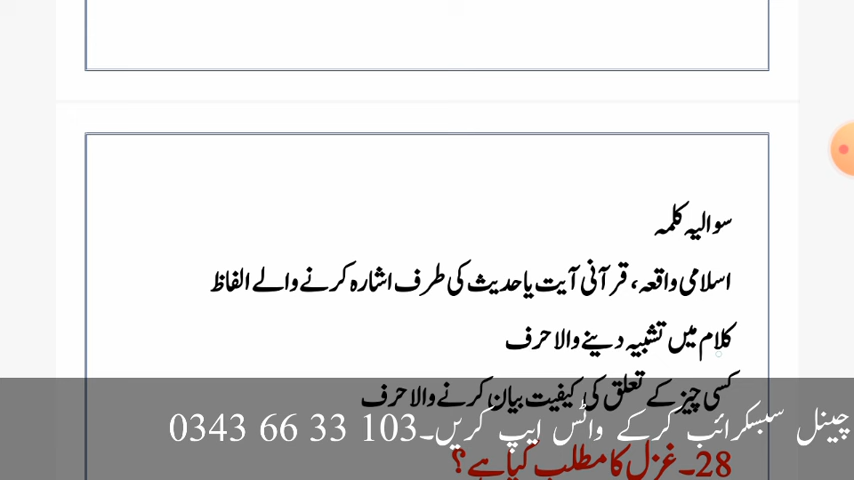 سوالیہ کلمہ
اسلامی واقعہ، قرآنی آیت یا حدیث کی طرف اشارہ کرنے والے الفاظ
کلام میں تشبیہ دینے والا حرف
کسی چیز کے تعلق کی کیفیت بیان کرنے والا حرف
چینل سبسکرائب کرکے واٹس ایپ کریں۔103 33 66 0343
28۔غزل کا مطلب کیا ہے؟